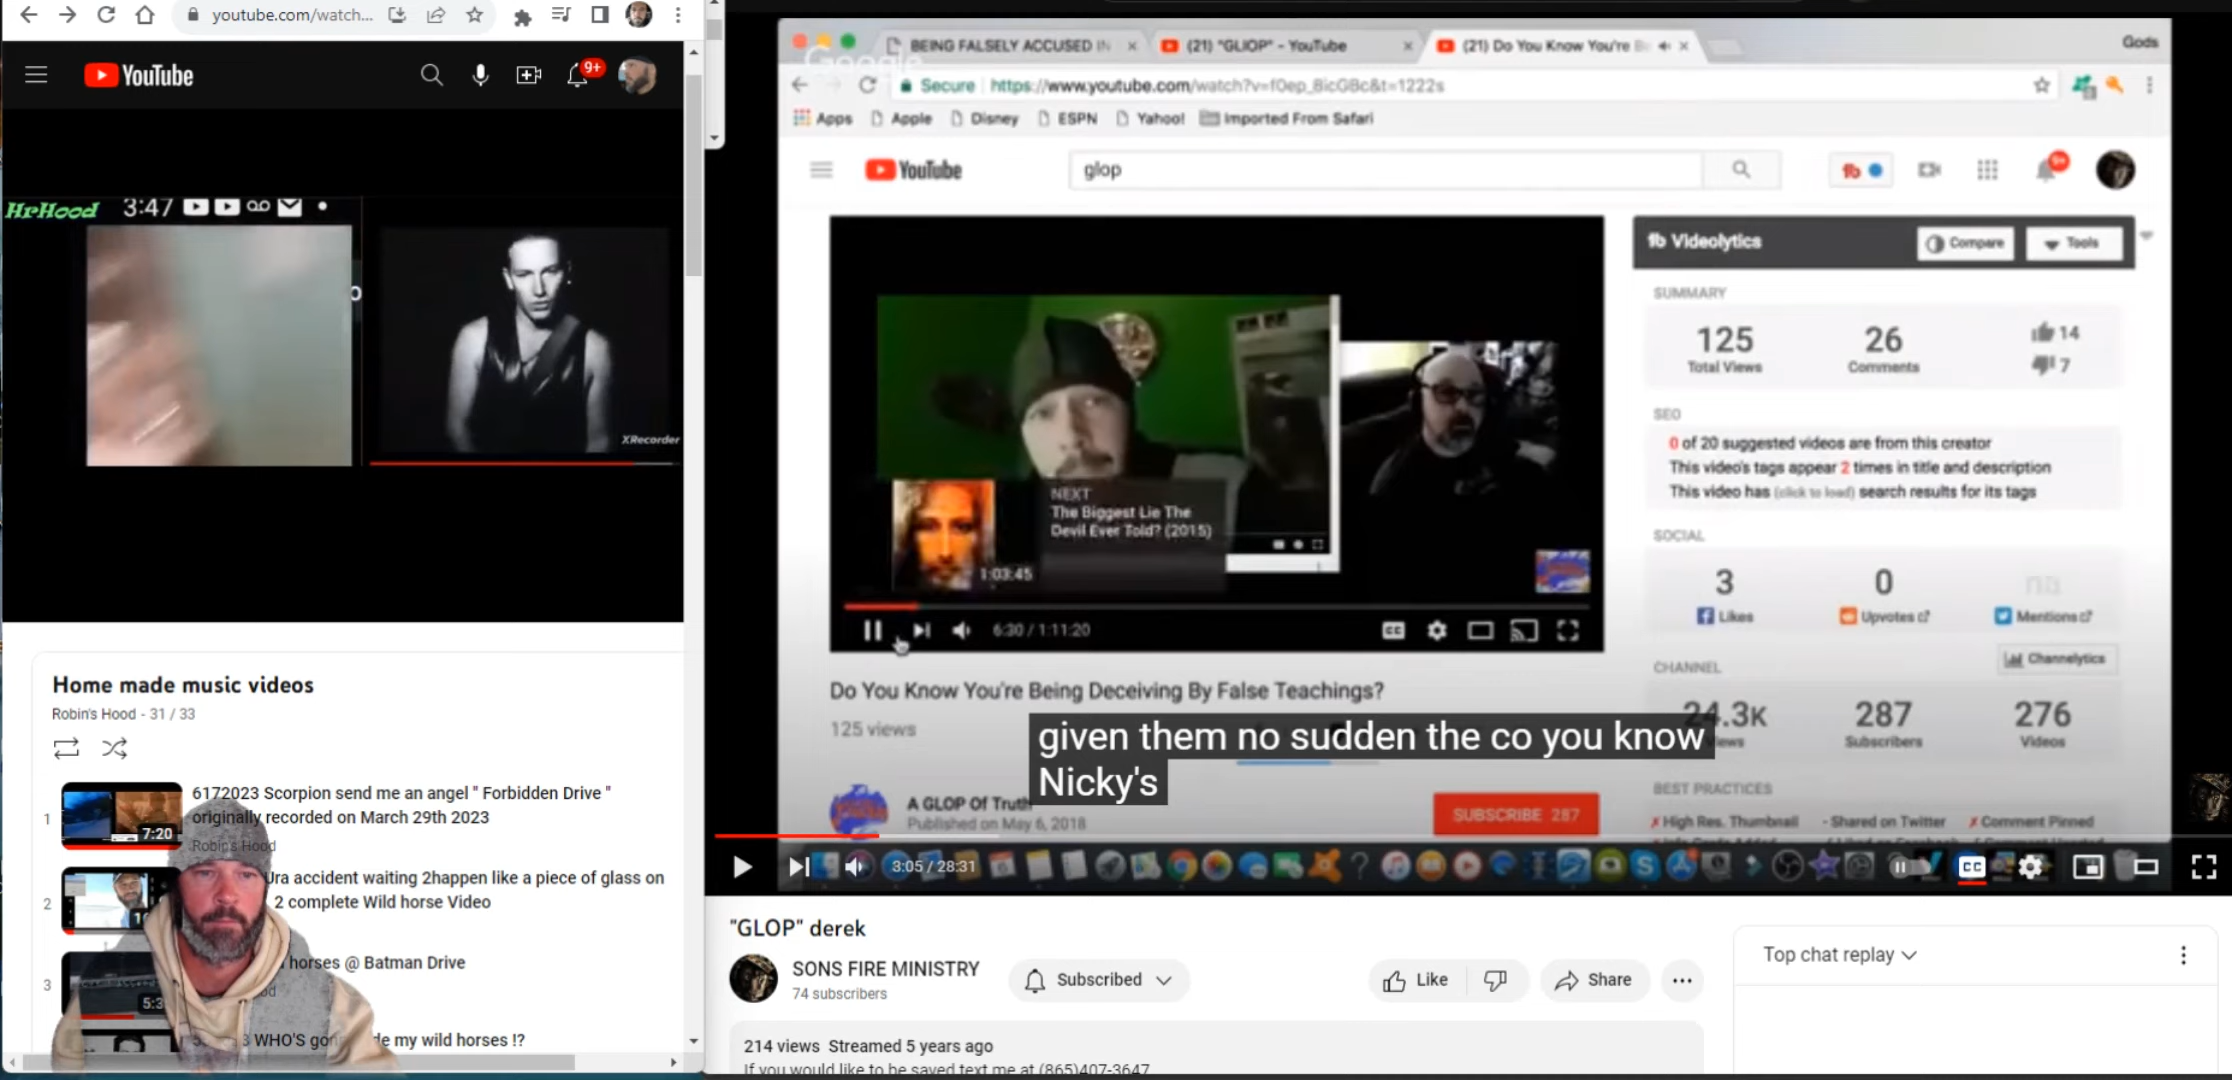 youtube.com/watch...
YouTube
9+
HrHood
3:47
XRecorder
Home made music videos
Robin's Hood - 31 / 33
1
7:20
6172023 Scorpion send me an angel " Forbidden Drive "
originally recorded on March 29th 2023
Robin's Hood
2
Ura accident waiting 2happen like a piece of glass on
2 complete Wild horse Video
3
5:3
horses @ Batman Drive
WHO'S gon
de my wild horses !?
BEING FALSELY ACCUSED IN
(21) "GLIOP" - YouTube
(21) Do You Know You're Be
Gods
Google
Secure
https://www.youtube.com/watch?v=f0ep_8icGBc&t=1222s
Apps
Apple
Disney
ESPN
Yahoo!
Imported From Safari
YouTube
glop
9+
NEXT
The Biggest Lie The
Devil Ever Told? (2015)
1:03:45
6:30 / 1:11:20
CC
Do You Know You're Being Deceiving By False Teachings?
125 views
given them no sudden the co you know
Nicky's
A GLOP Of Truth
Published on May 6, 2018
SUBSCRIBE 287
Videolytics
Compare
Tools
SUMMARY
125
Total Views
26
Comments
14
7
SEO
0 of 20 suggested videos are from this creator
This video's tags appear 2 times in title and description
This video has (click to load) search results for its tags
SOCIAL
3
Likes
0
Upvotes
na
Mentions
CHANNEL
Channelytics
24.3K
Views
287
Subscribers
276
Videos
BEST PRACTICES
High Res. Thumbnail
- Shared on Twitter
Comment Pinned
3:05 / 28:31
CC
"GLOP" derek
SONS FIRE MINISTRY
74 subscribers
Subscribed
Like
Share
Top chat replay
214 views Streamed 5 years ago
If you would like to be saved text me at (865)407-3647